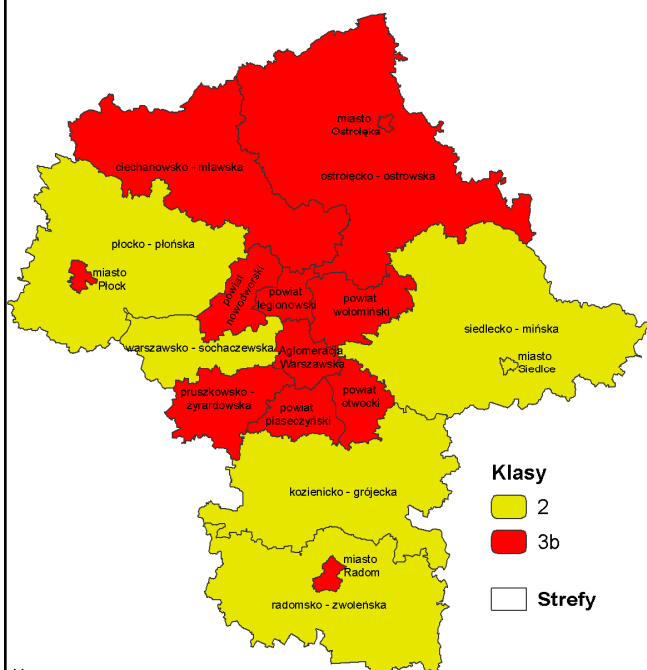 miasto
Ostrołęka
ciechanowsko - mławska
ostrołęcko - ostrowska
płocko - płońska
miasto
Płock
powiat
nowodworski
powiat
legionowski
powiat
wołomiński
siedlecko - mińska
warszawsko - sochaczewska
Aglomeracja
Warszawska
miasto
Siedlce
pruszkowsko -
żyrardowska
powiat
piaseczyński
powiat
otwocki
kozienicko - grójecka
miasto
Radom
radomsko - zwoleńska
Klasy
2
3b
Strefy